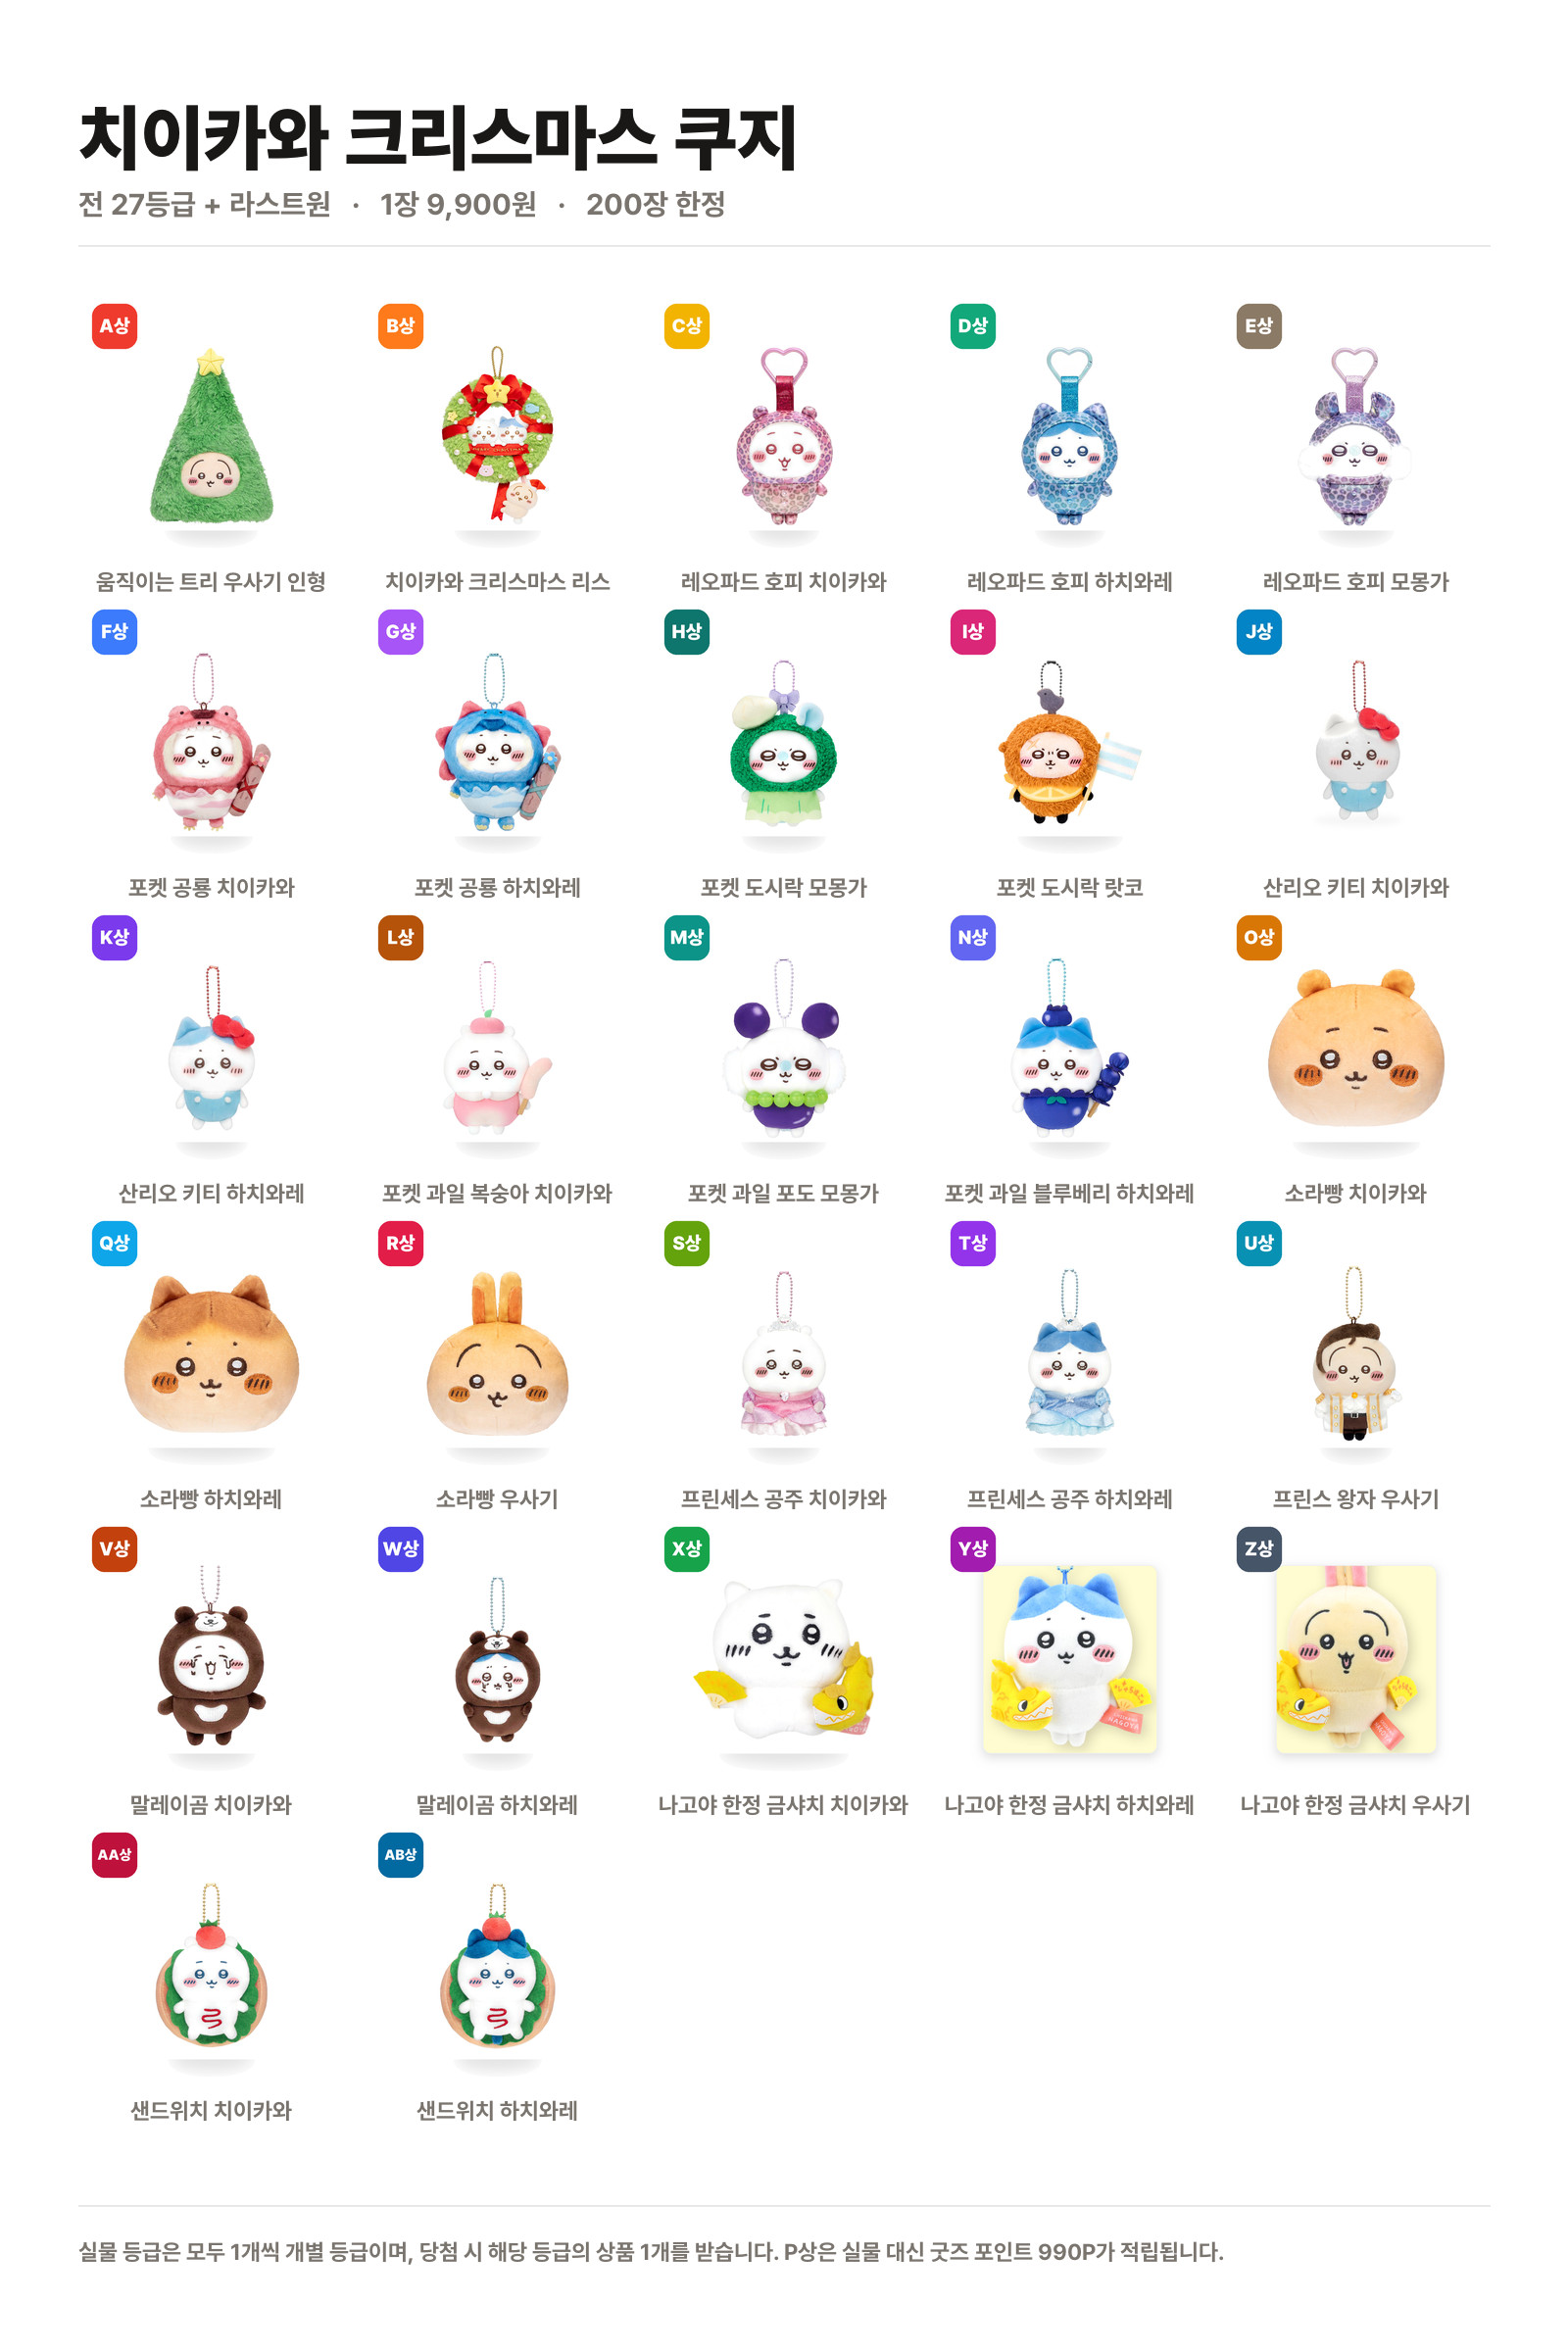 치이카와 크리스마스 쿠지
전 27등급 + 라스트원 · 1장 9,900원 · 200장 한정
A상 B상 C상 D상 E상
움직이는 트리 우사기 인형 치이카와 크리스마스 리스 레오파드 호피 치이카와 레오파드 호피 하치와레 레오파드 호피 모몽가
F상 G상 H상 I상 J상
포켓 공룡 치이카와 포켓 공룡 하치와레 포켓 도시락 모몽가 포켓 도시락 랏코 산리오 키티 치이카와
K상 L상 M상 N상 O상
산리오 키티 하치와레 포켓 과일 복숭아 치이카와 포켓 과일 포도 모몽가 포켓 과일 블루베리 하치와레 소라빵 치이카와
Q상 R상 S상 T상 U상
소라빵 하치와레 소라빵 우사기 프린세스 공주 치이카와 프린세스 공주 하치와레 프린스 왕자 우사기
V상 W상 X상 Y상 Z상
NAGOYA
말레이곰 치이카와 말레이곰 하치와레 나고야 한정 금샤치 치이카와 나고야 한정 금샤치 하치와레 나고야 한정 금샤치 우사기
AA상 AB상
샌드위치 치이카와 샌드위치 하치와레
실물 등급은 모두 1개씩 개별 등급이며, 당첨 시 해당 등급의 상품 1개를 받습니다. P상은 실물 대신 굿즈 포인트 990P가 적립됩니다.